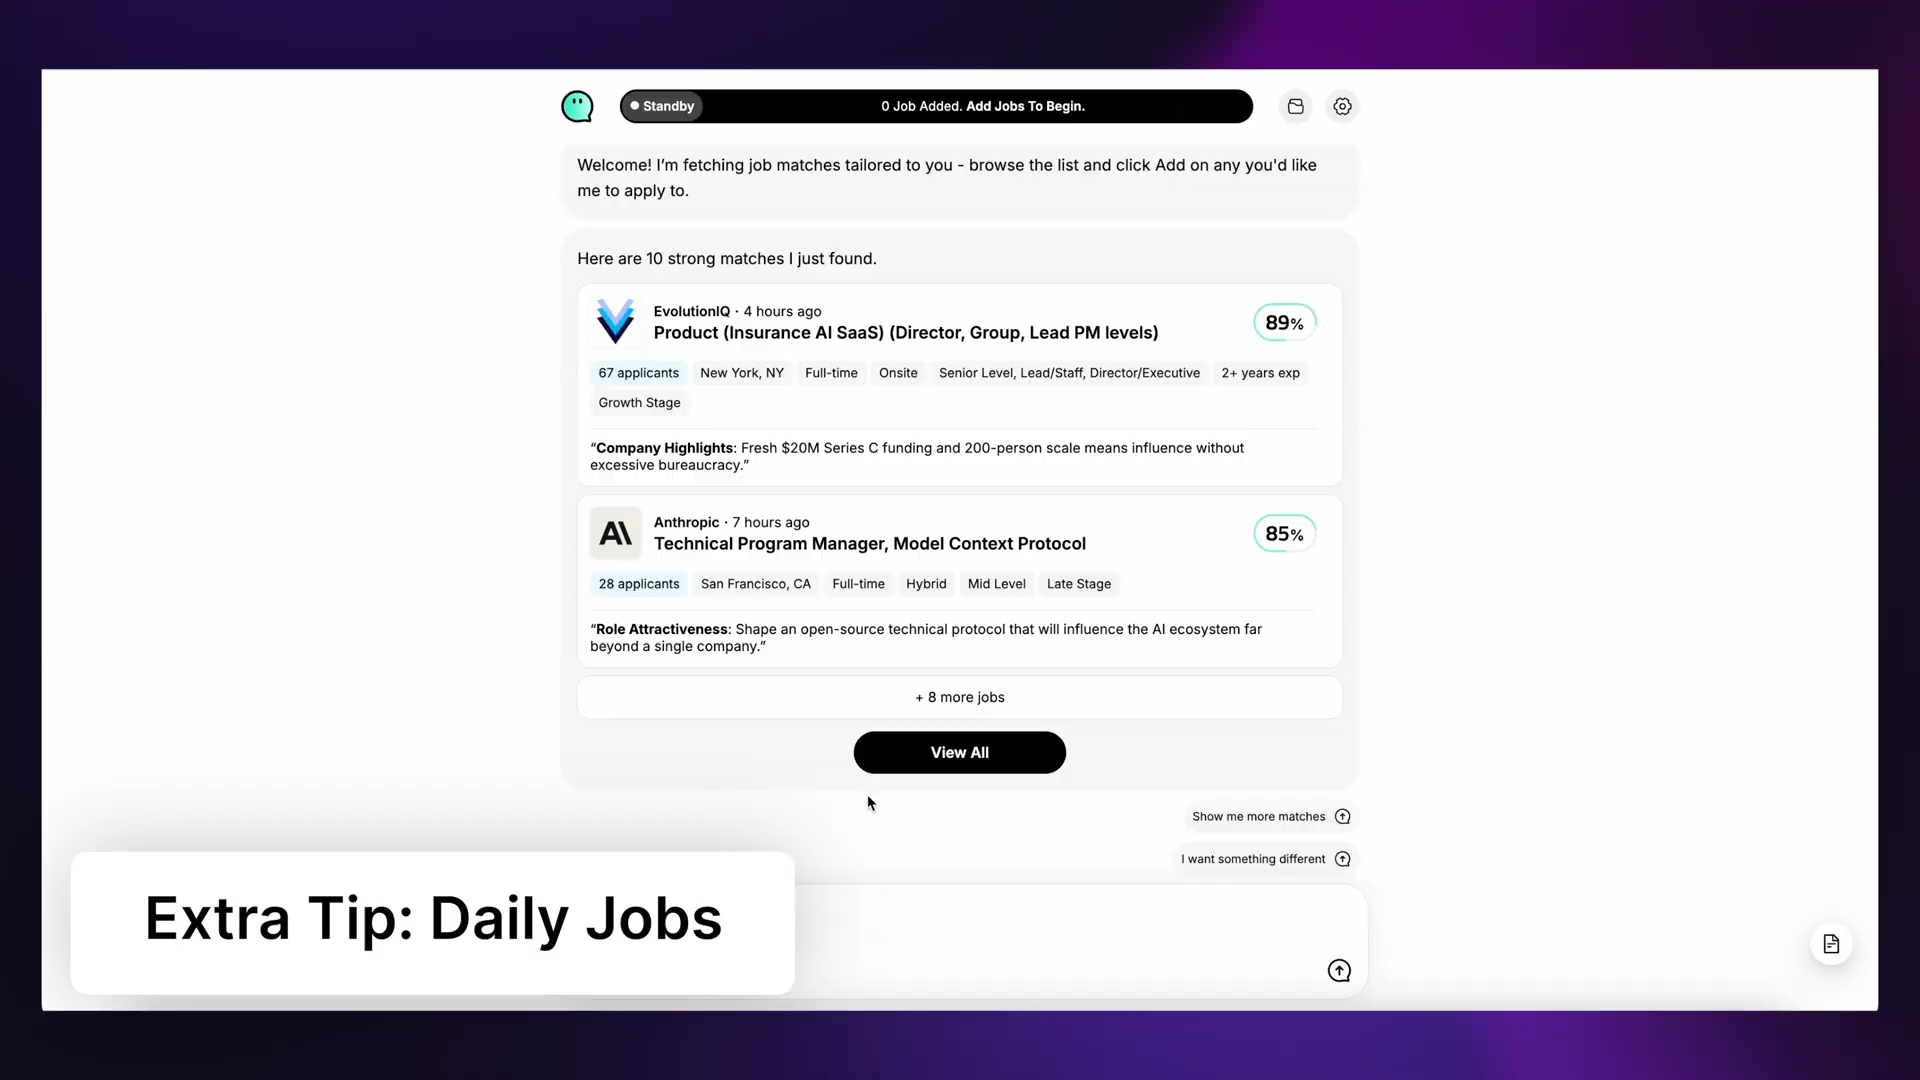 Standby
0 Job Added. Add Jobs To Begin.
Welcome! I'm fetching job matches tailored to you - browse the list and click Add on any you'd like
me to apply to.
Here are 10 strong matches I just found.
EvolutionIQ · 4 hours ago
Product (Insurance AI SaaS) (Director, Group, Lead PM levels)
89%
67 applicants
New York, NY
Full-time
Onsite
Senior Level, Lead/Staff, Director/Executive
2+ years exp
Growth Stage
“Company Highlights: Fresh $20M Series C funding and 200-person scale means influence without
excessive bureaucracy.”
A\
Anthropic · 7 hours ago
Technical Program Manager, Model Context Protocol
85%
28 applicants
San Francisco, CA
Full-time
Hybrid
Mid Level
Late Stage
“Role Attractiveness: Shape an open-source technical protocol that will influence the AI ecosystem far
beyond a single company.”
+ 8 more jobs
View All
Show me more matches
I want something different
Extra Tip: Daily Jobs